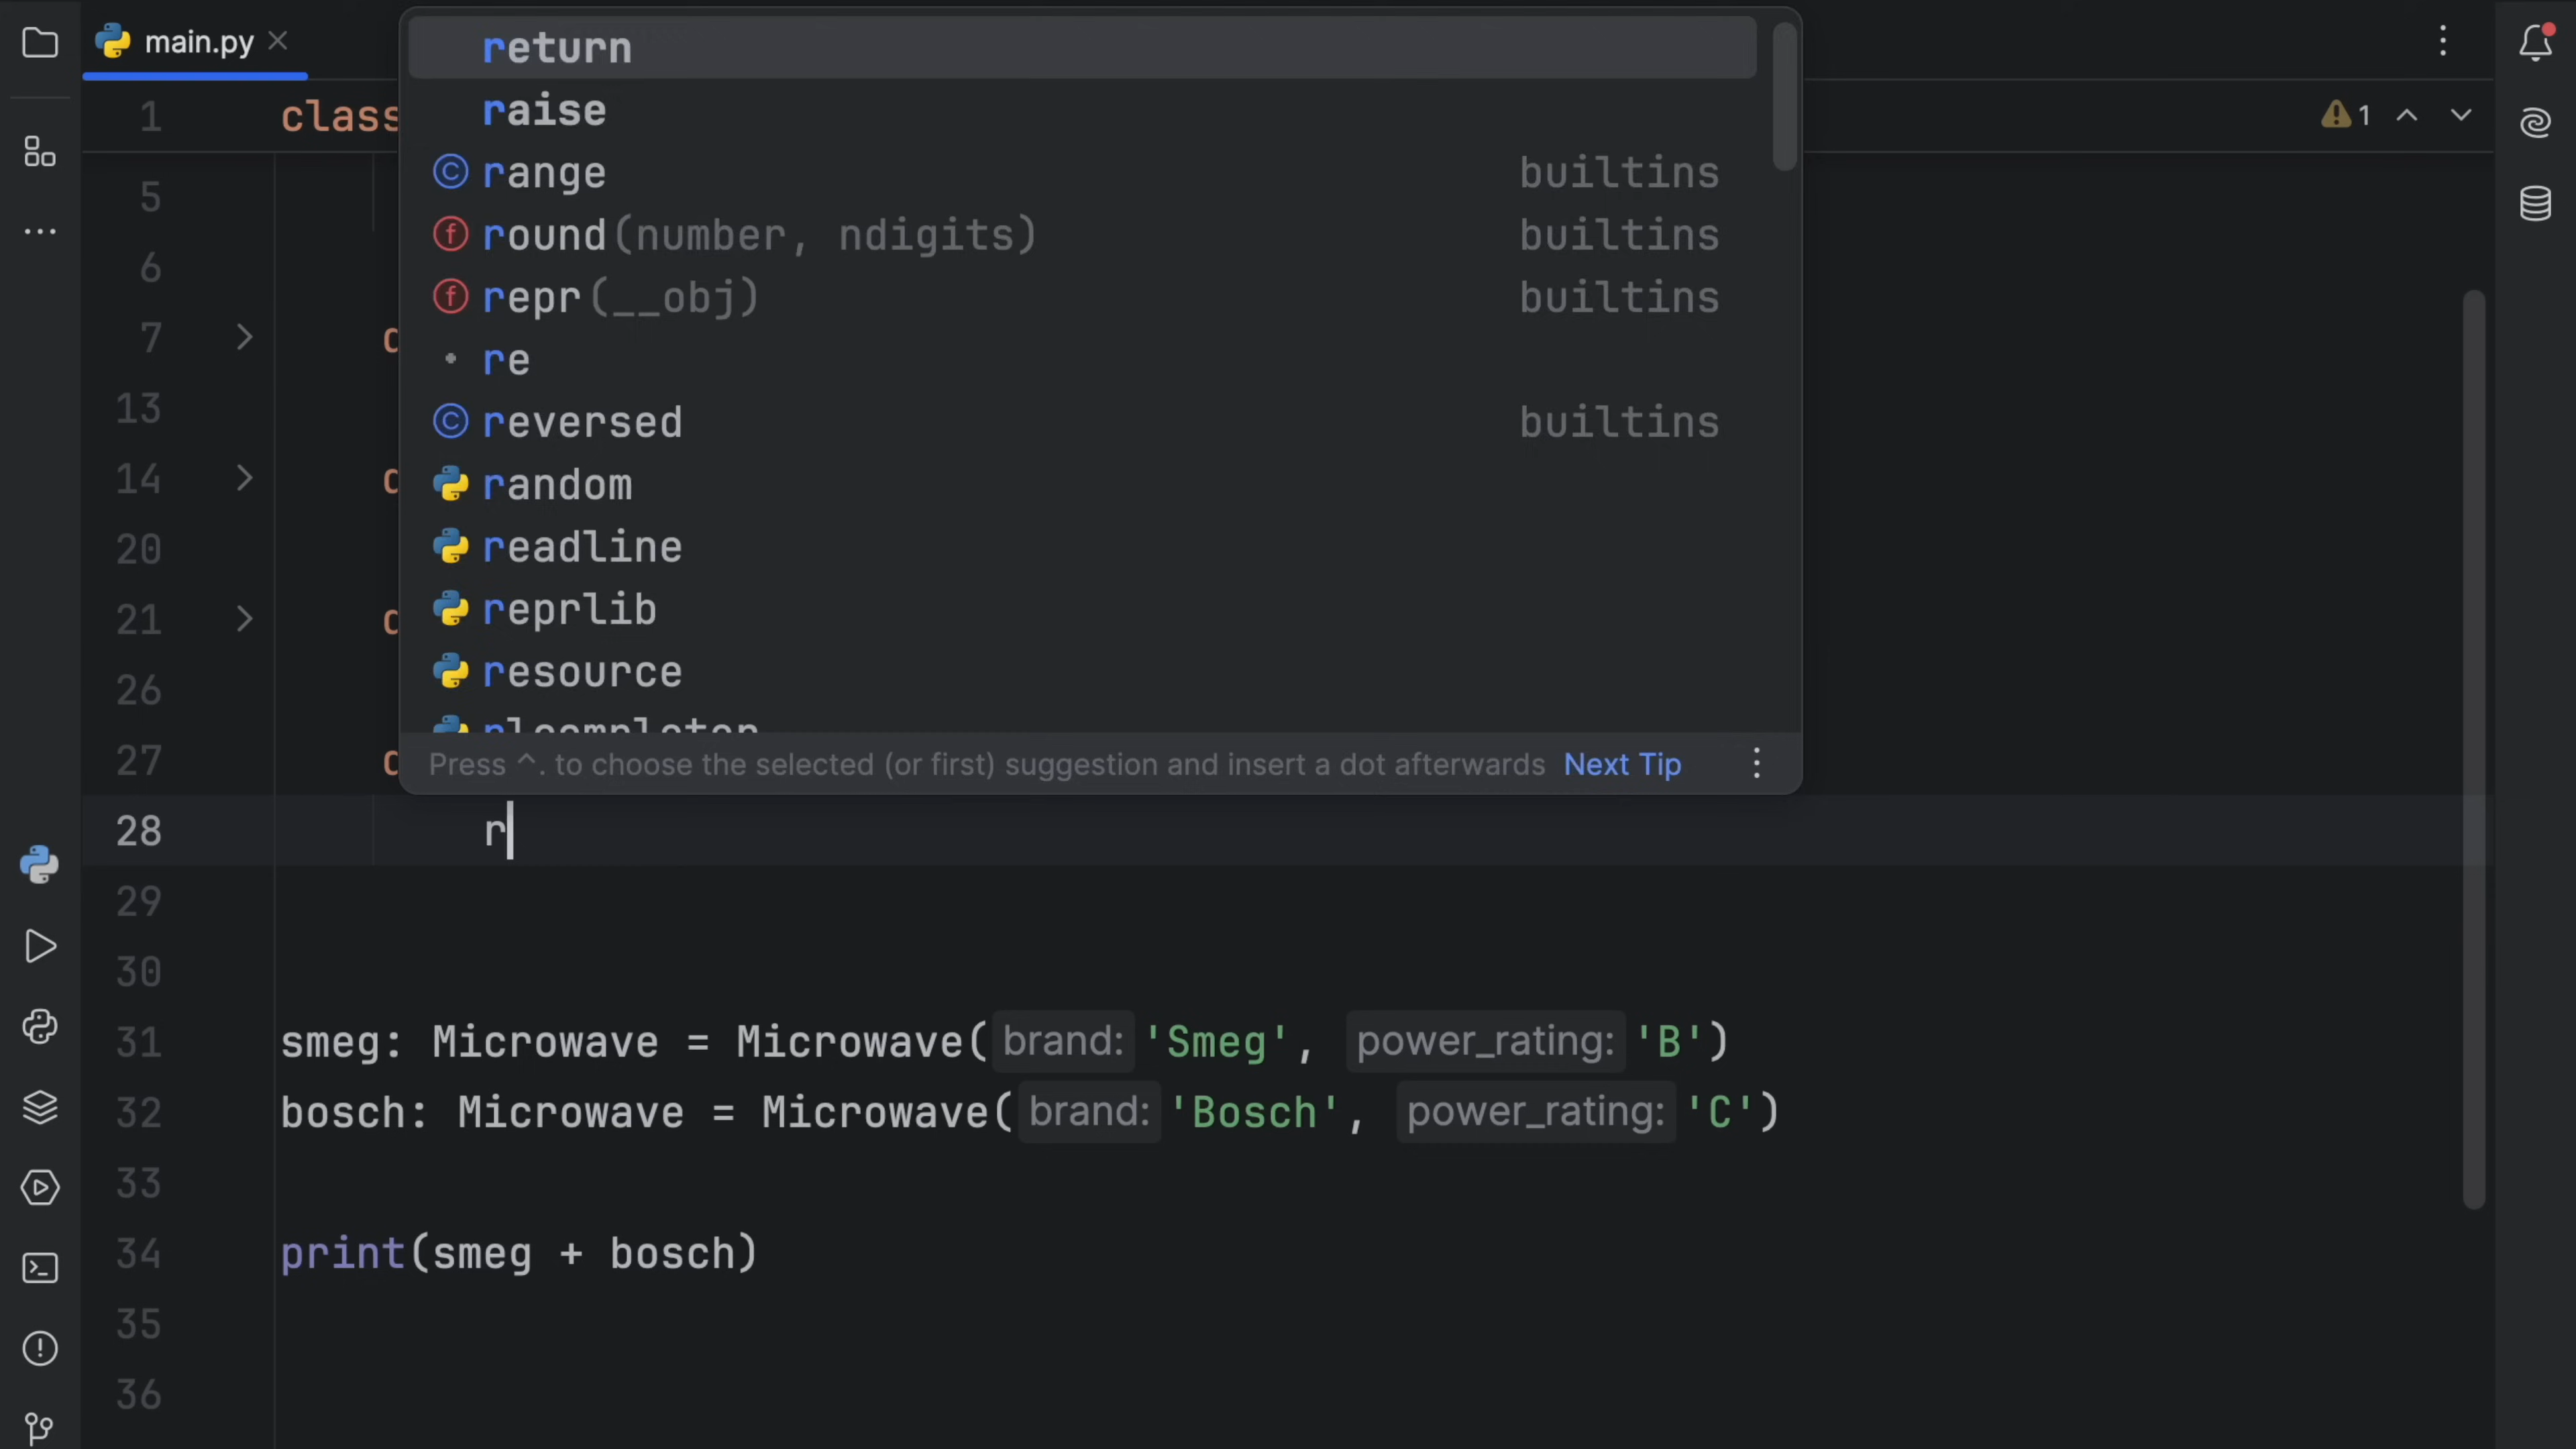 main.py
return
raise
range builtins
round(number, ndigits) builtins
repr(__obj) builtins
re
reversed builtins
random
readline
reprlib
resource
rlcompleter
Press ^. to choose the selected (or first) suggestion and insert a dot afterwards Next Tip
1 class
1
5
6
7
13
14
20
21
26
27
28 r
29
30
31 smeg: Microwave = Microwave( brand: 'Smeg', power_rating: 'B')
32 bosch: Microwave = Microwave( brand: 'Bosch', power_rating: 'C')
33
34 print(smeg + bosch)
35
36